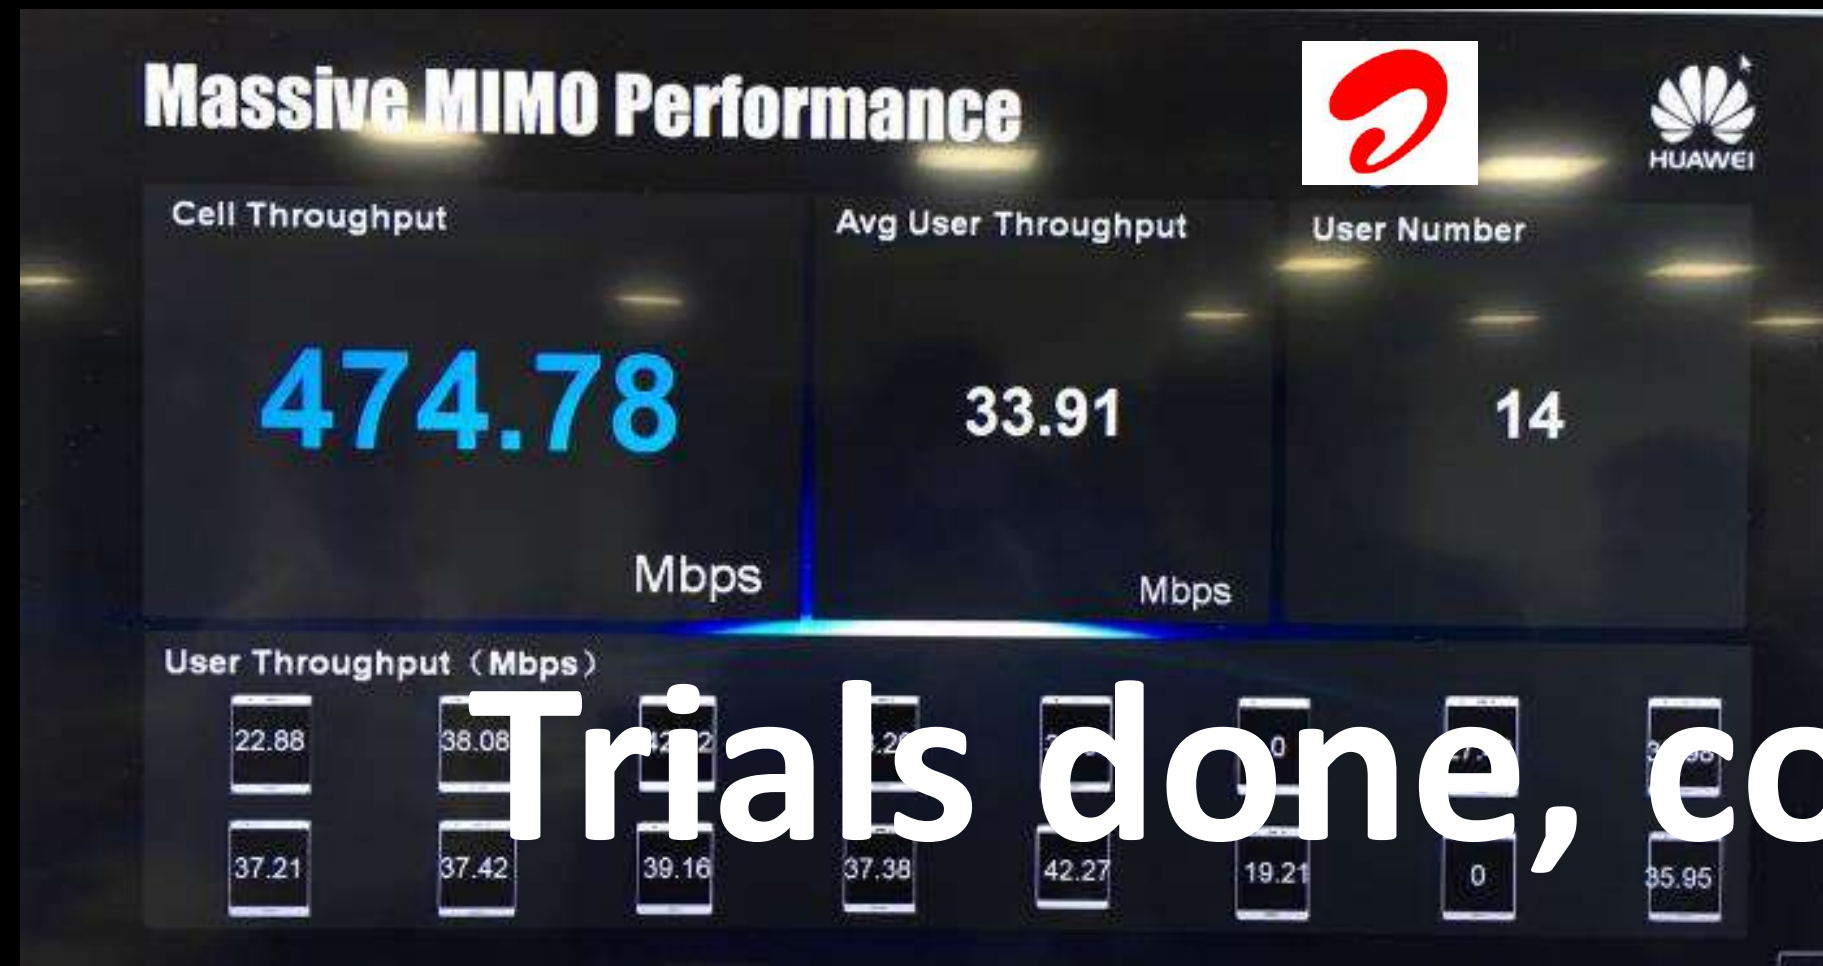 Massive MIMO Performance
HUAWEI
Cell Throughput
Avg User Throughput
User Number
474.78
33.91
14
Mbps
Mbps
User Throughput（Mbps）
22.88
38.08
0
Trials done, co
37.21
37.42
39.16
37.38
42.27
19.21
0
35.95